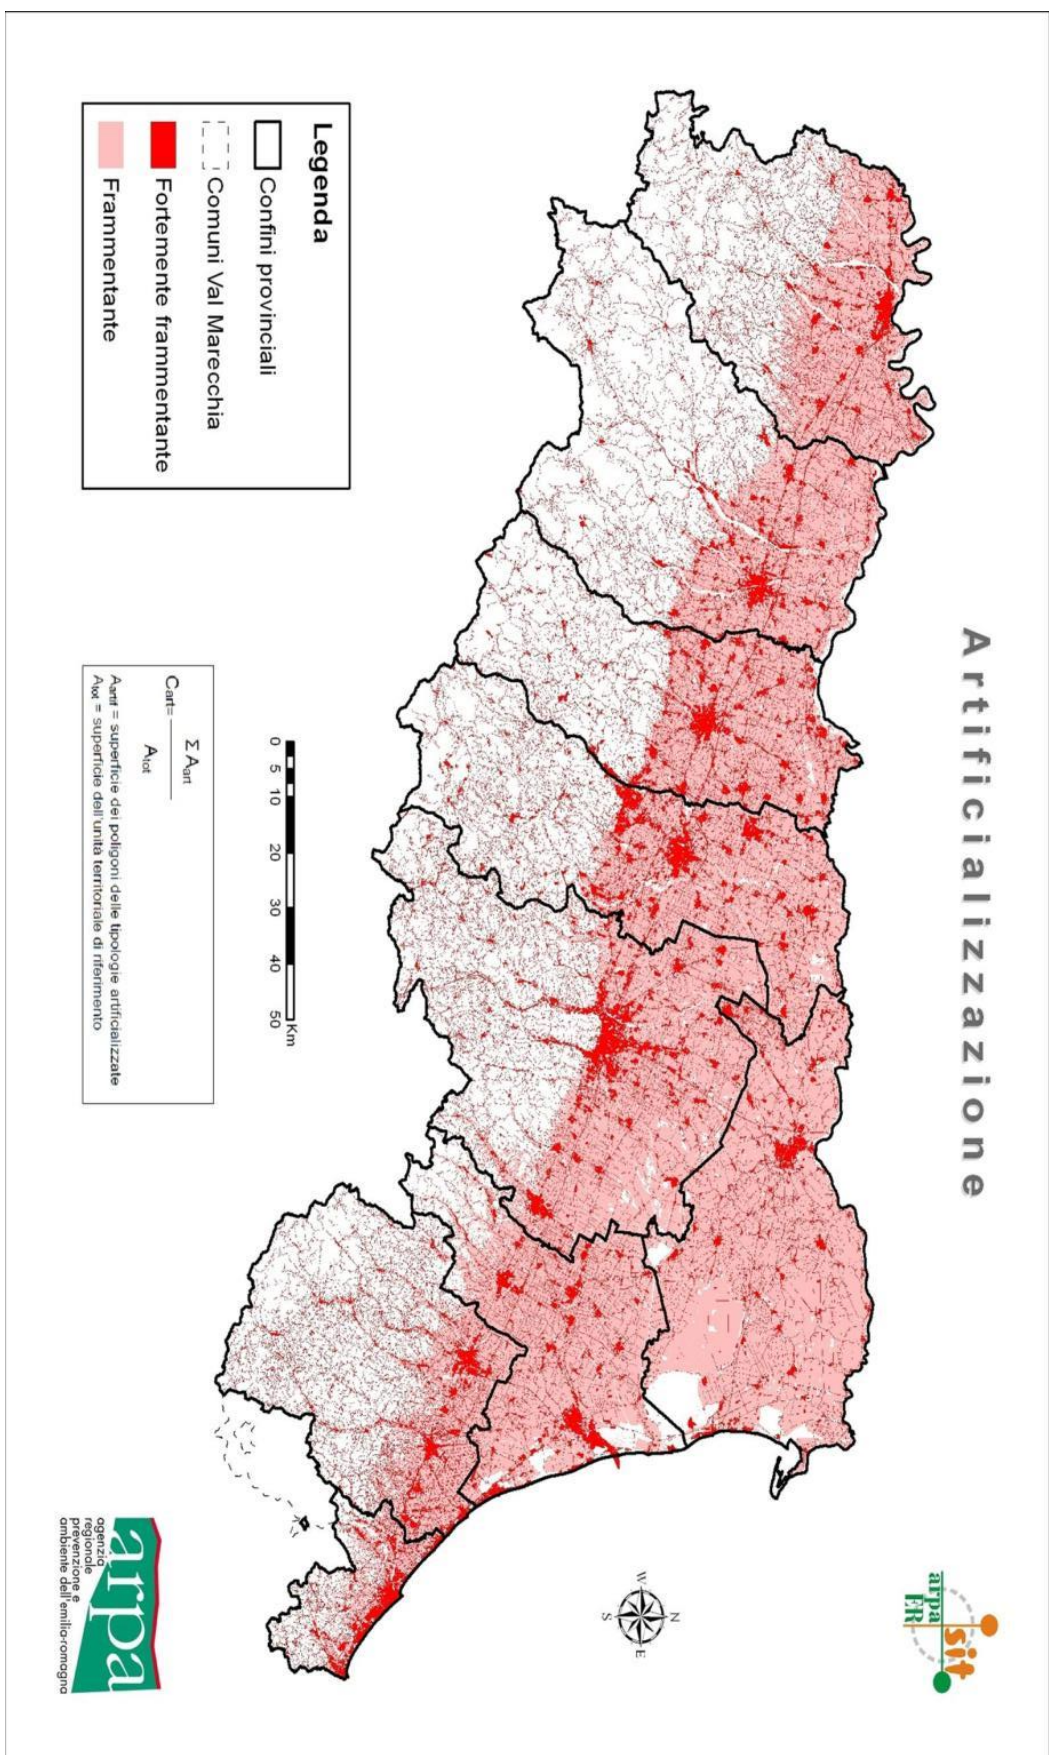 Artificializzazione
sit
arpa
ER
N
W
E
S
Legenda
Confini provinciali
Comuni Val Marecchia
Fortemente frammentante
Frammentante
0 5 10 20 30 40 50
Km
Σ Aart
Cart=
Atot
Aartif = superficie dei poligoni delle tipologie artificializzate
Atot = superficie dell'unità territoriale di riferimento
arpa
agenzia
regionale
prevenzione e
ambiente dell'emilia-romagna